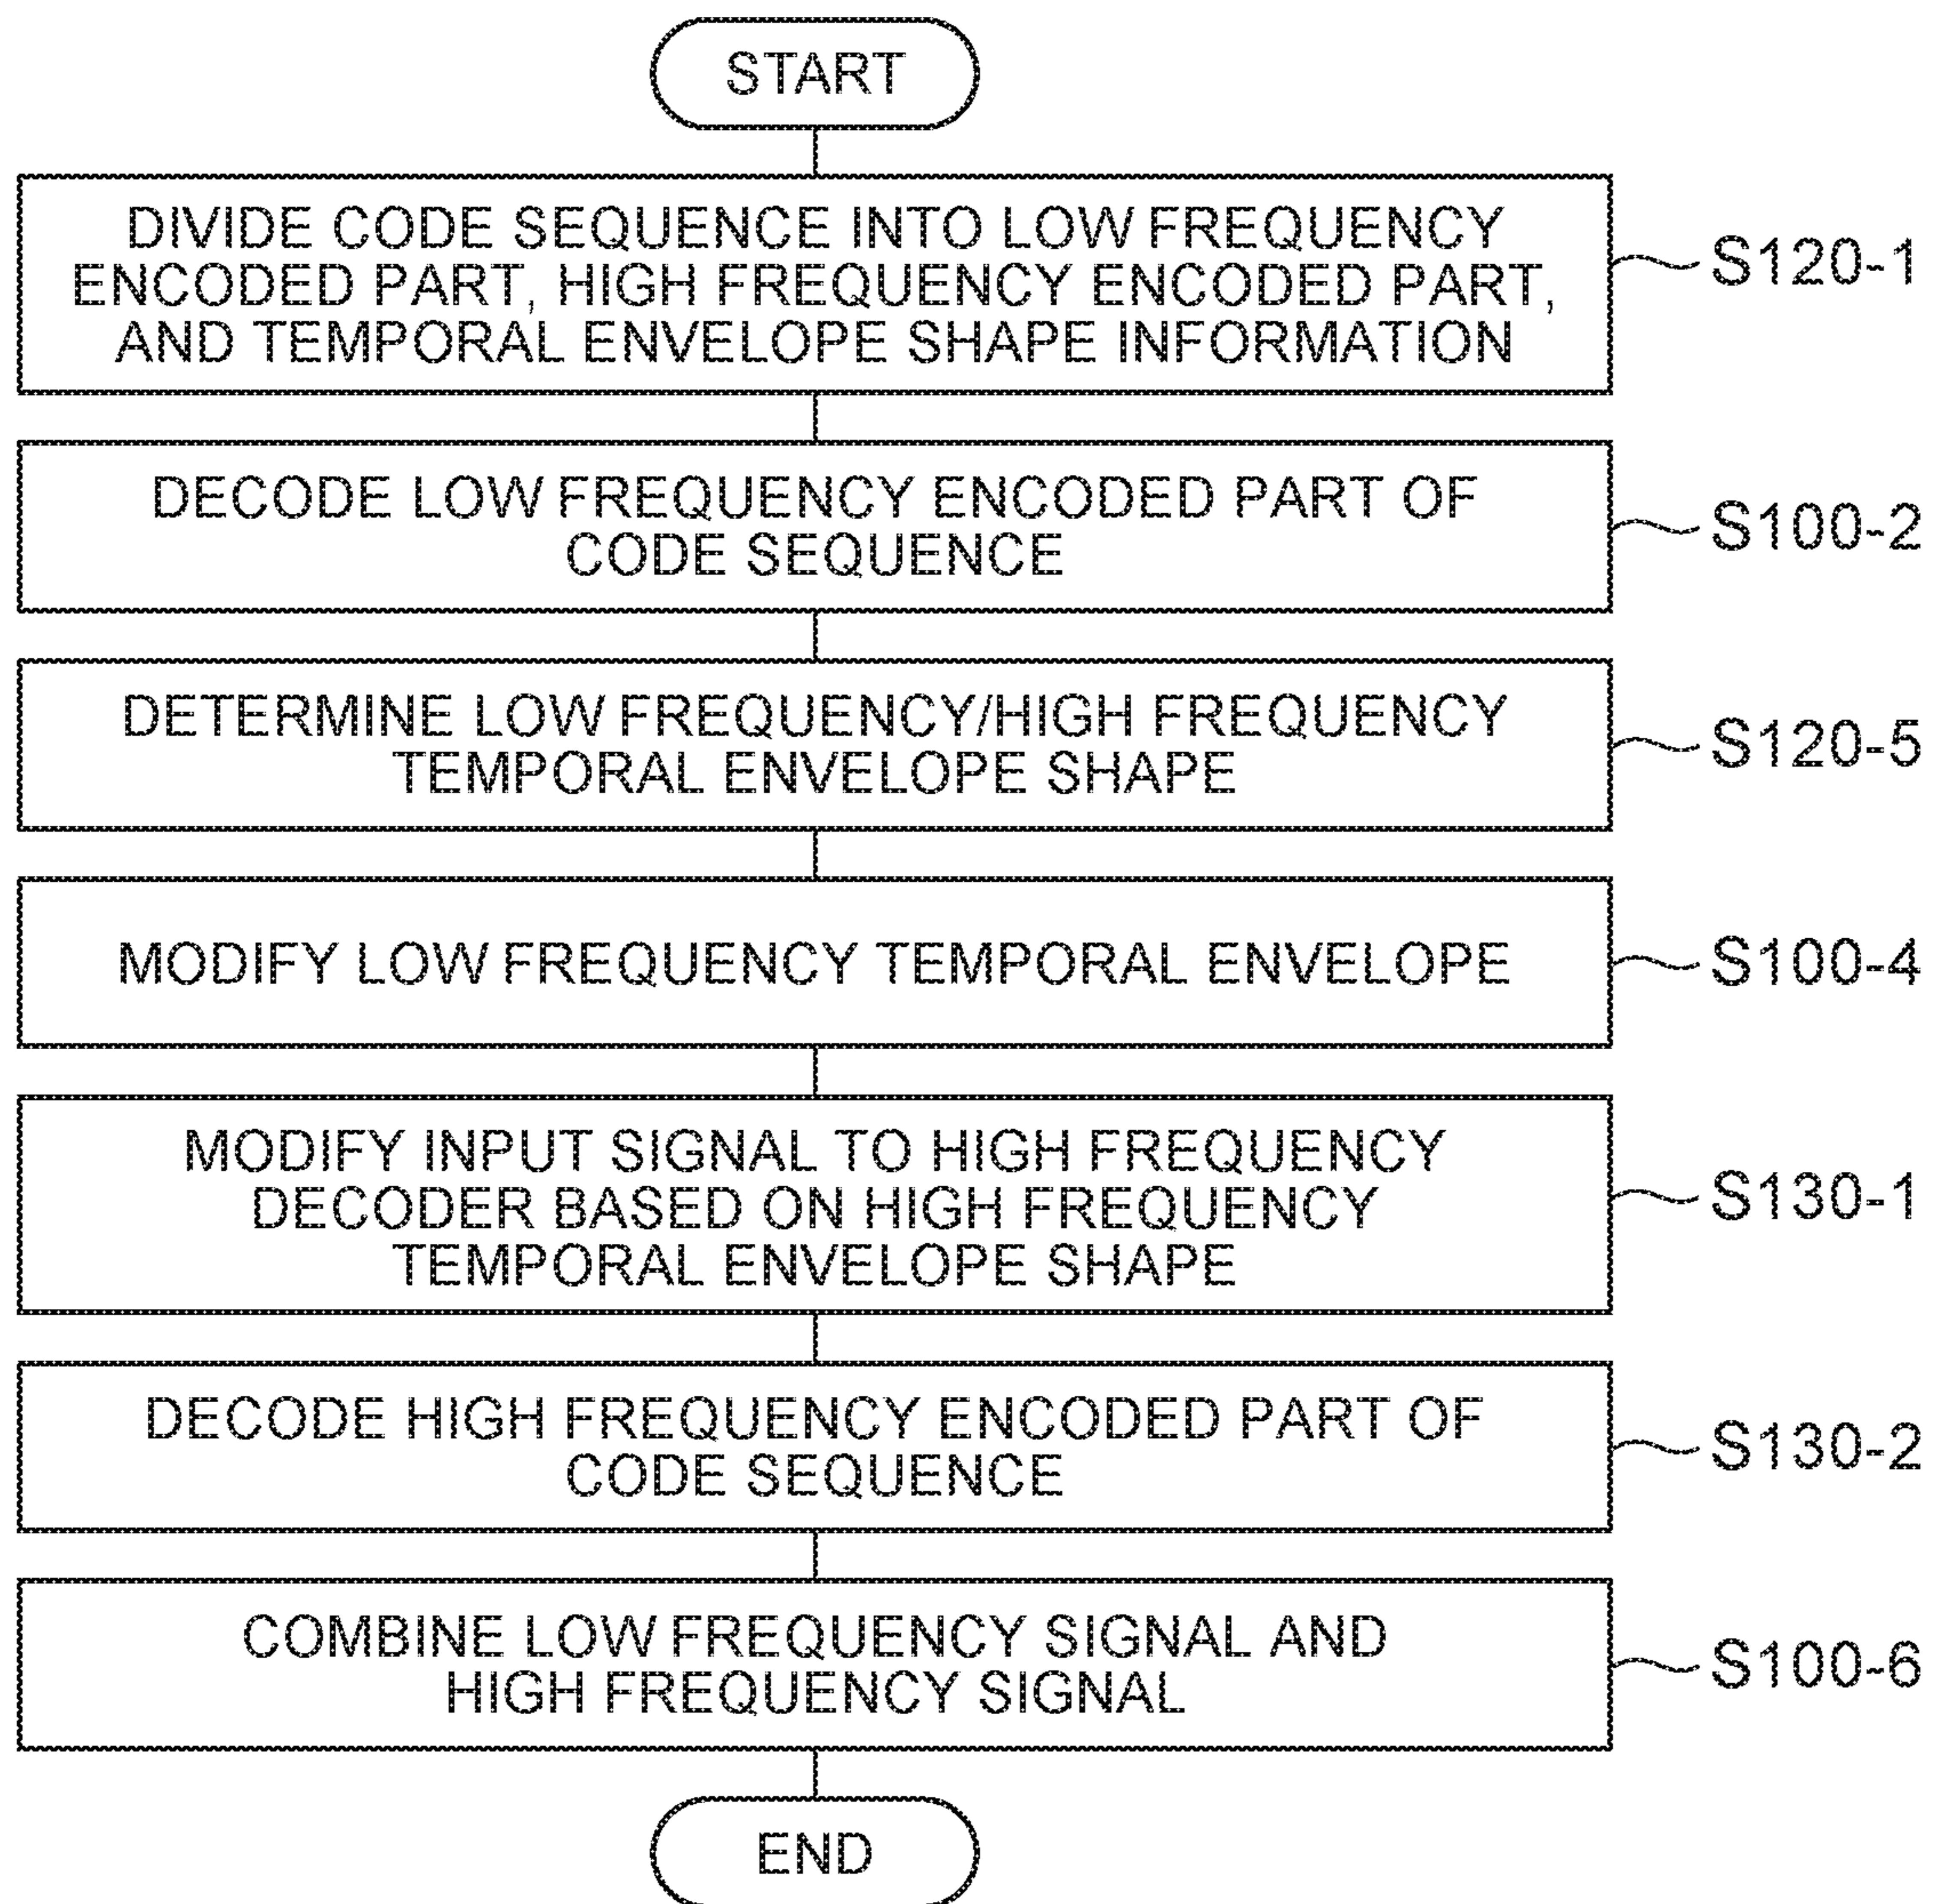 START
DIVIDE CODE SEQUENCE INTO LOW FREQUENCY
ENCODED PART, HIGH FREQUENCY ENCODED PART,
AND TEMPORAL ENVELOPE SHAPE INFORMATION
S120-1
DECODE LOW FREQUENCY ENCODED PART OF
CODE SEQUENCE
S100-2
DETERMINE LOW FREQUENCY/HIGH FREQUENCY
TEMPORAL ENVELOPE SHAPE
S120-5
MODIFY LOW FREQUENCY TEMPORAL ENVELOPE
S100-4
MODIFY INPUT SIGNAL TO HIGH FREQUENCY
DECODER BASED ON HIGH FREQUENCY
TEMPORAL ENVELOPE SHAPE
S130-1
DECODE HIGH FREQUENCY ENCODED PART OF
CODE SEQUENCE
S130-2
COMBINE LOW FREQUENCY SIGNAL AND
HIGH FREQUENCY SIGNAL
S100-6
END